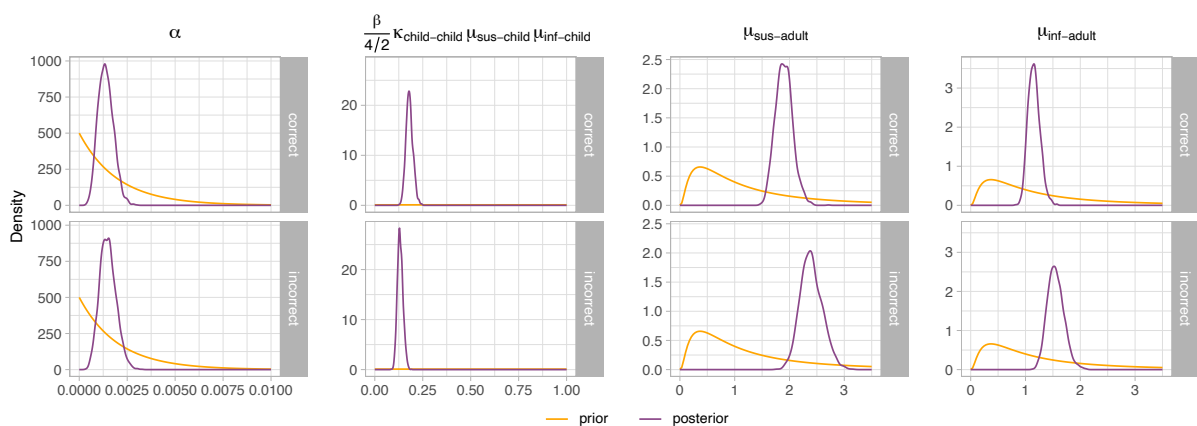 α
β/4/2 κchild−child μsus−child μinf−child
μsus−adult
μinf−adult
Density
1000
750
500
250
0
correct
20
10
0
correct
2.5
2.0
1.5
1.0
0.5
0.0
correct
3
2
1
0
correct
1000
750
500
250
0
incorrect
20
10
0
incorrect
2.5
2.0
1.5
1.0
0.5
0.0
incorrect
3
2
1
0
incorrect
0.0000 0.0025 0.0050 0.0075 0.0100
0.00 0.25 0.50 0.75 1.00
0 1 2 3
0 1 2 3
prior posterior